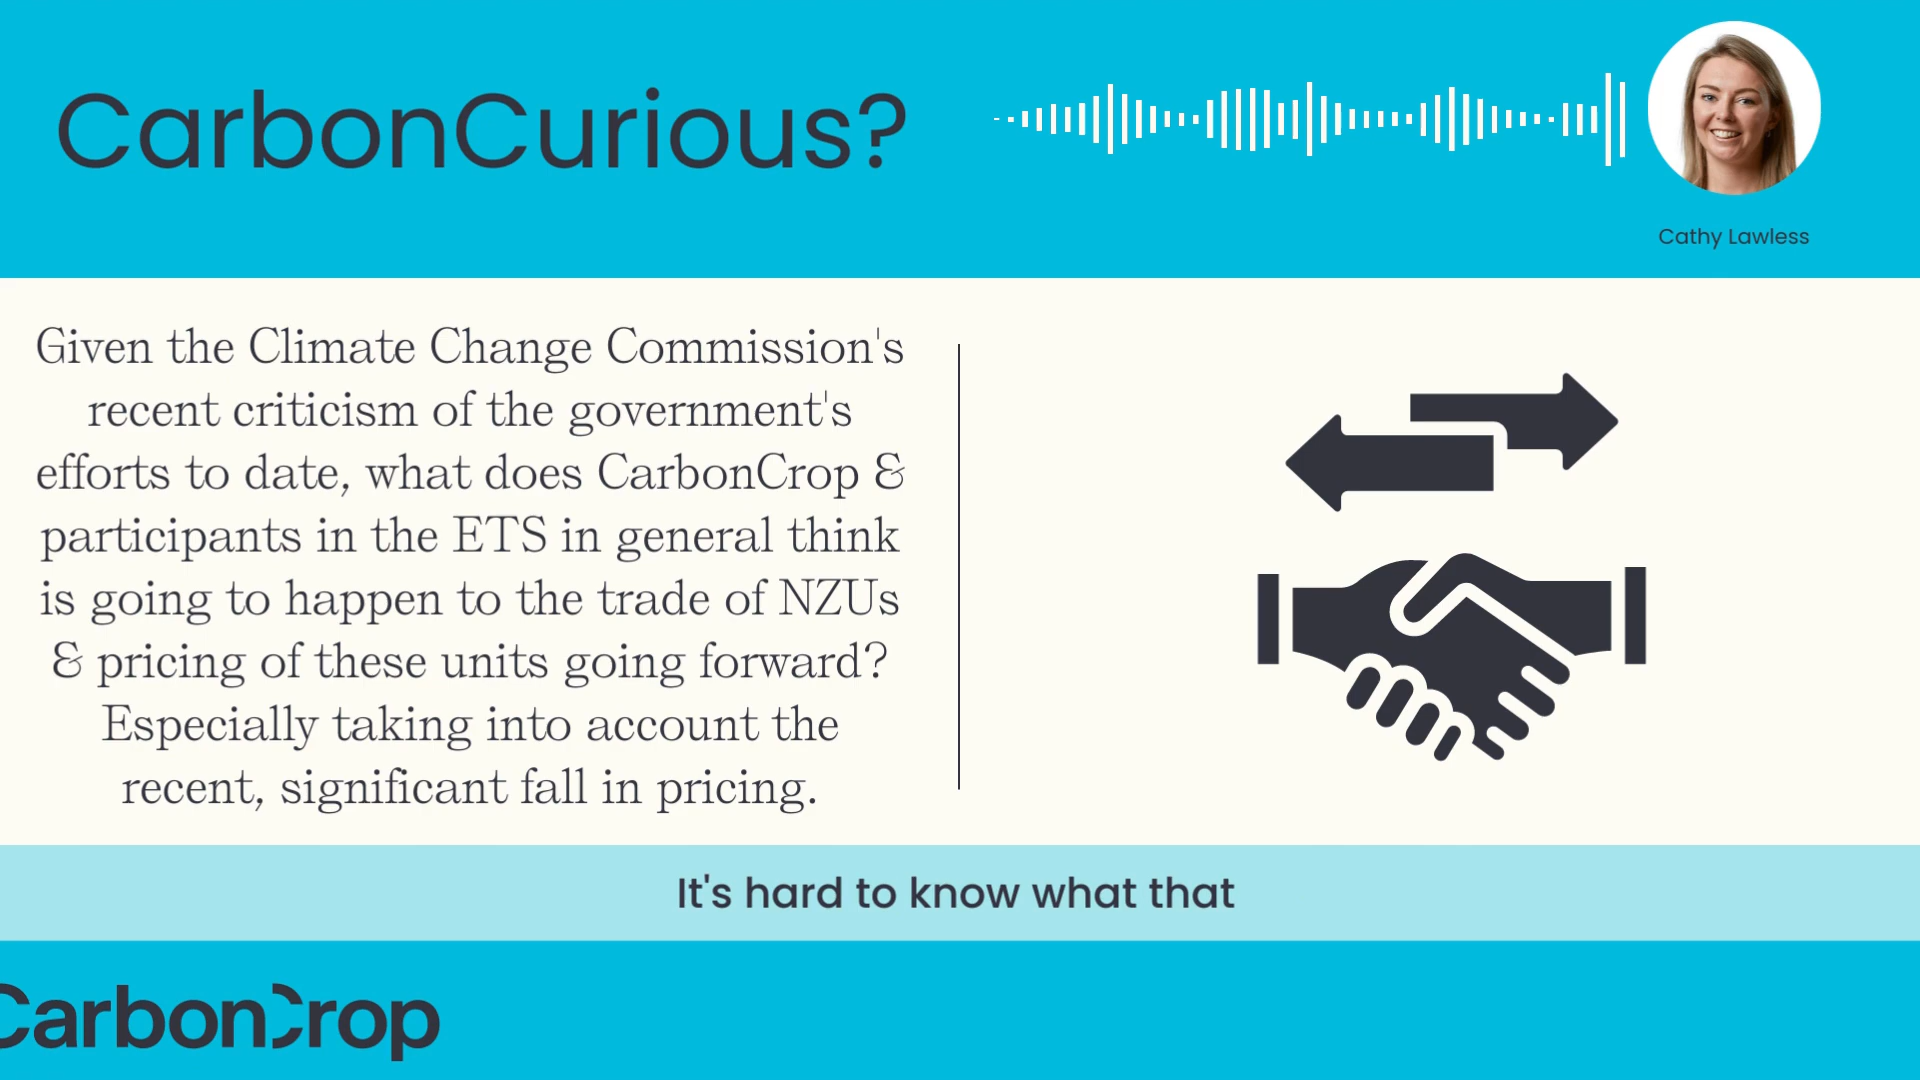 CarbonCurious?
Cathy Lawless
Given the Climate Change Commission's
recent criticism of the government's
efforts to date, what does CarbonCrop &
participants in the ETS in general think
is going to happen to the trade of NZUs
& pricing of these units going forward?
Especially taking into account the
recent, significant fall in pricing.
It's hard to know what that
CarbonCrop